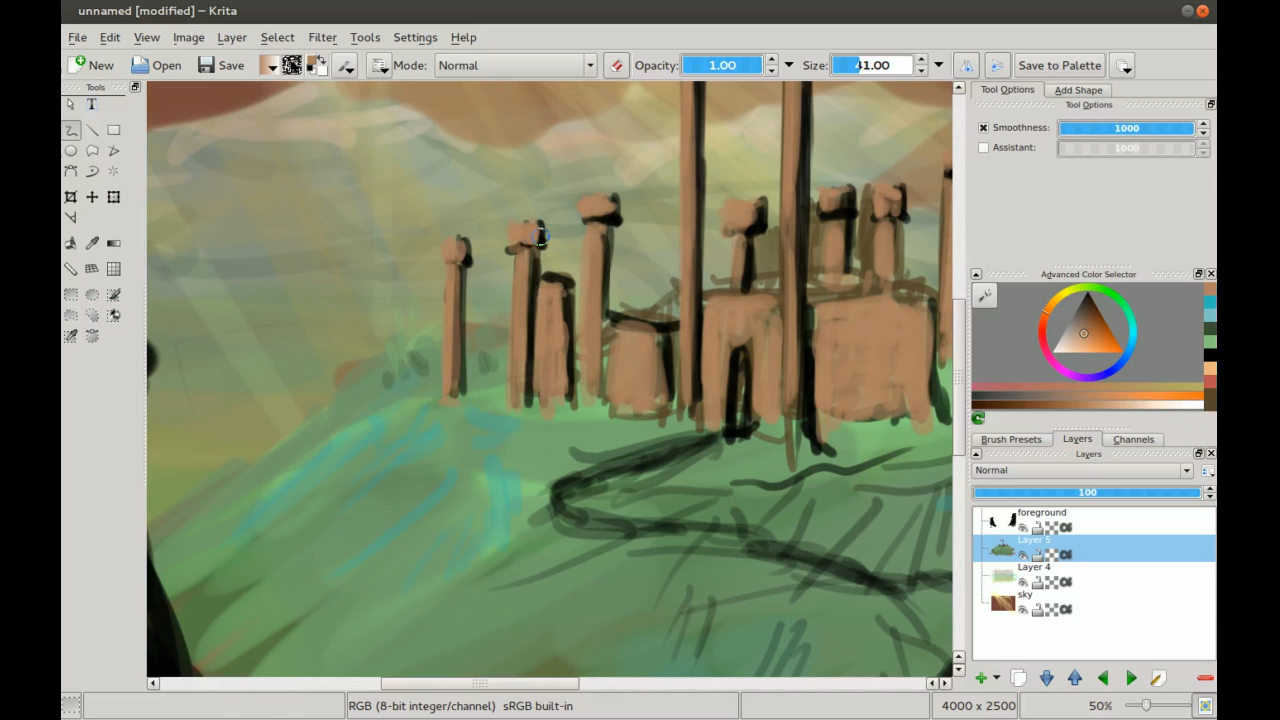 unnamed [modified] – Krita
File Edit View Image Layer Select Filter Tools Settings Help
New Open Save Mode: Normal Opacity: 1.00 Size: 41.00 Save to Palette
Tools
T
Tool Options Add Shape
Tool Options
Smoothness: 1000
Assistant: 1000
Advanced Color Selector
Brush Presets Layers Channels
Layers
Normal
100
foreground
Layer 5
Layer 4
sky
RGB (8-bit integer/channel) sRGB built-in 4000 x 2500 50%